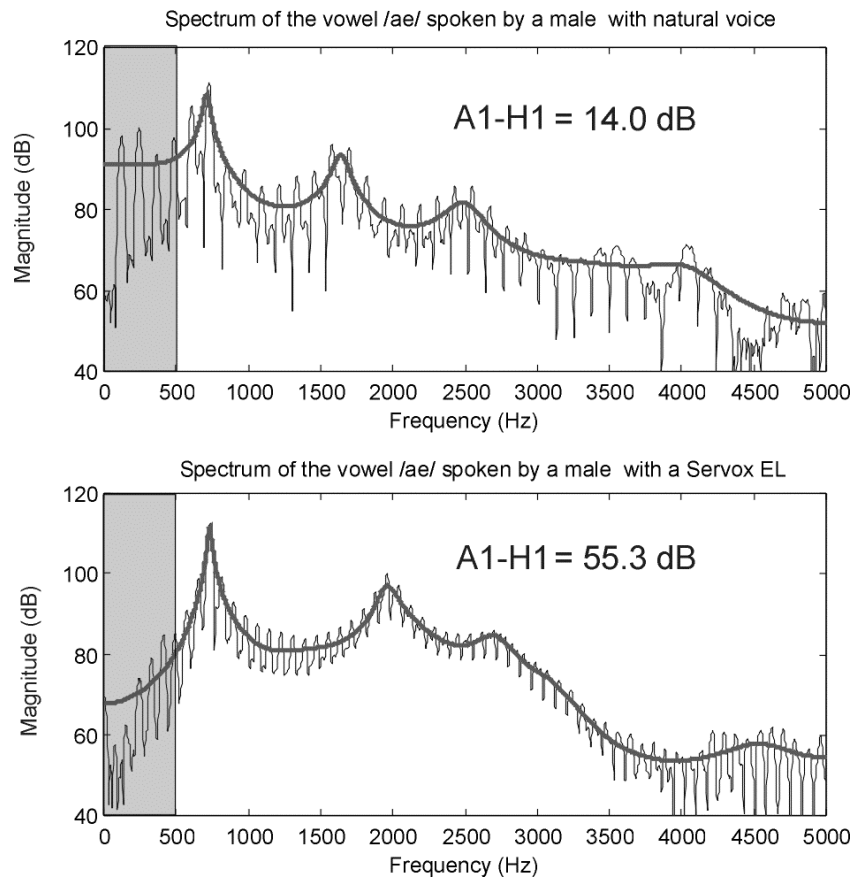 Spectrum of the vowel /ae/ spoken by a male with natural voice
120
100
80
60
40
Magnitude (dB)
A1-H1 = 14.0 dB
0 500 1000 1500 2000 2500 3000 3500 4000 4500 5000
Frequency (Hz)
Spectrum of the vowel /ae/ spoken by a male with a Servox EL
120
100
80
60
40
Magnitude (dB)
A1-H1 = 55.3 dB
0 500 1000 1500 2000 2500 3000 3500 4000 4500 5000
Frequency (Hz)